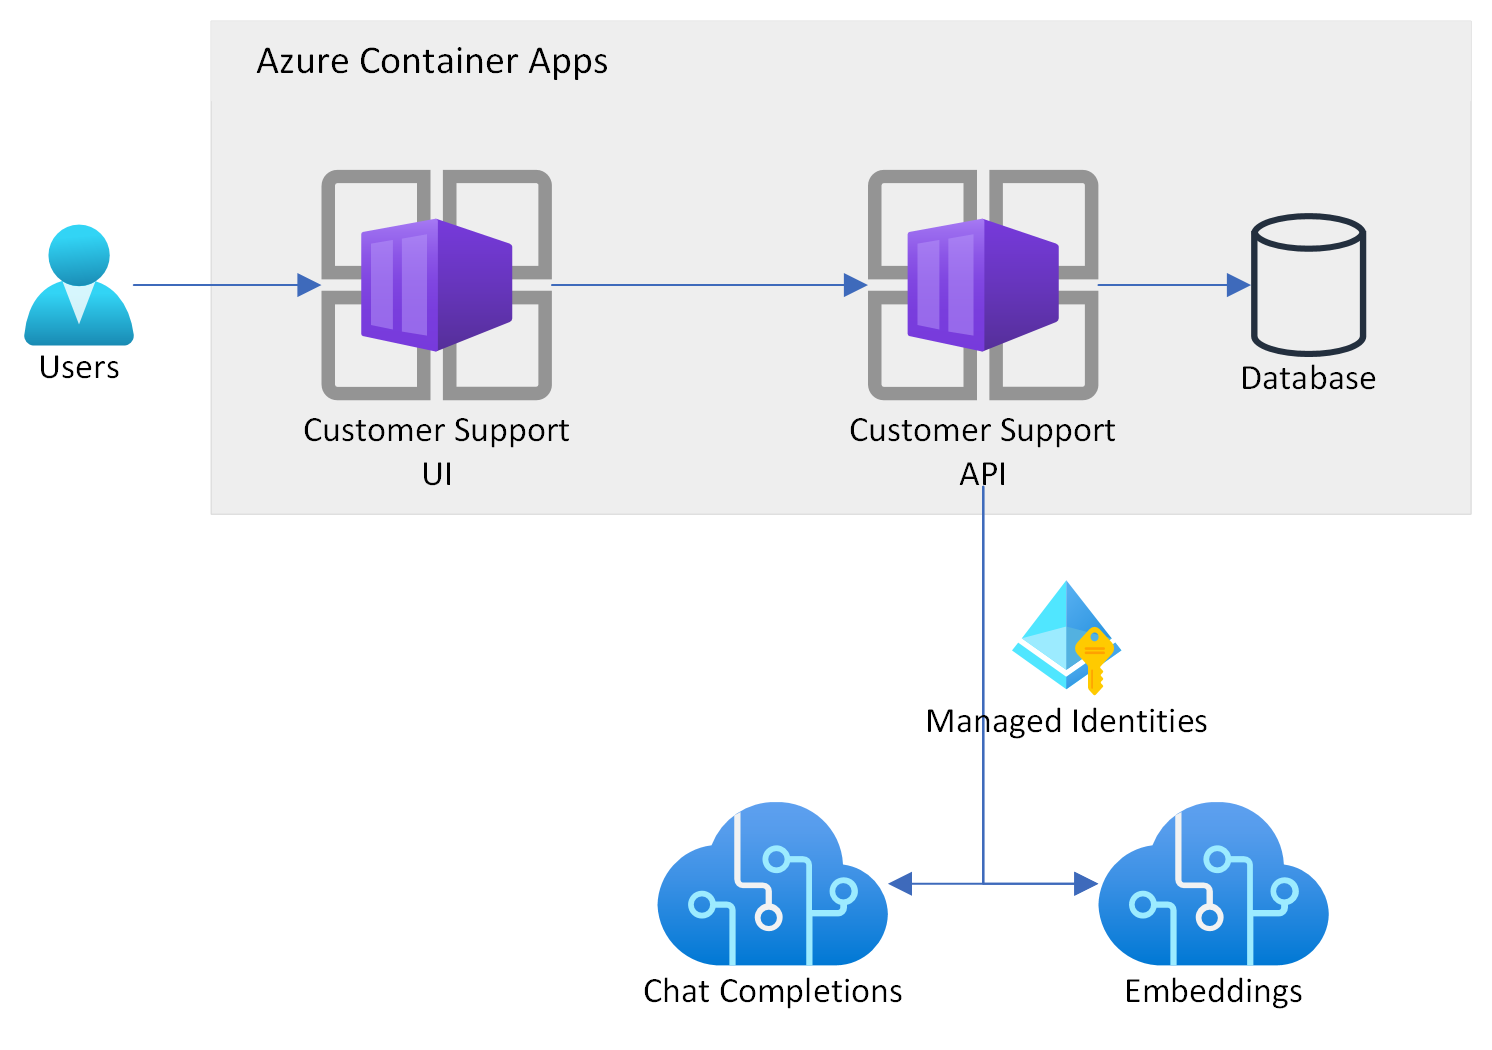 Azure Container Apps
Users
Customer Support
UI
Customer Support
API
Database
Managed Identities
Chat Completions
Embeddings